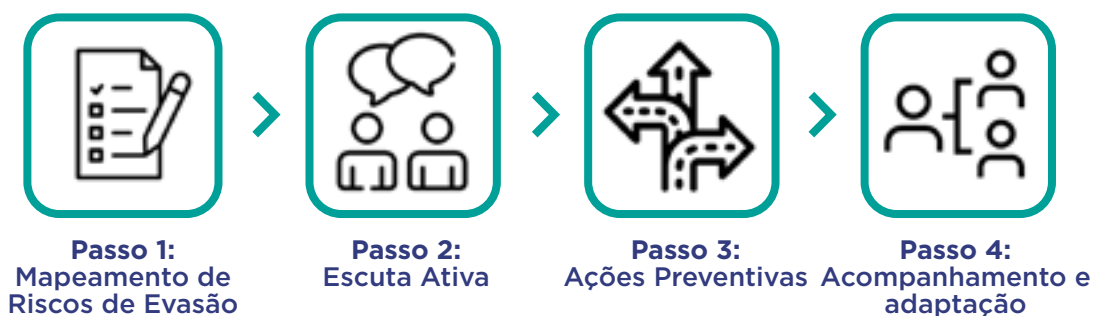 Passo 1:
Mapeamento de
Riscos de Evasão
Passo 2:
Escuta Ativa
Passo 3:
Ações Preventivas
Passo 4:
Acompanhamento e
adaptação